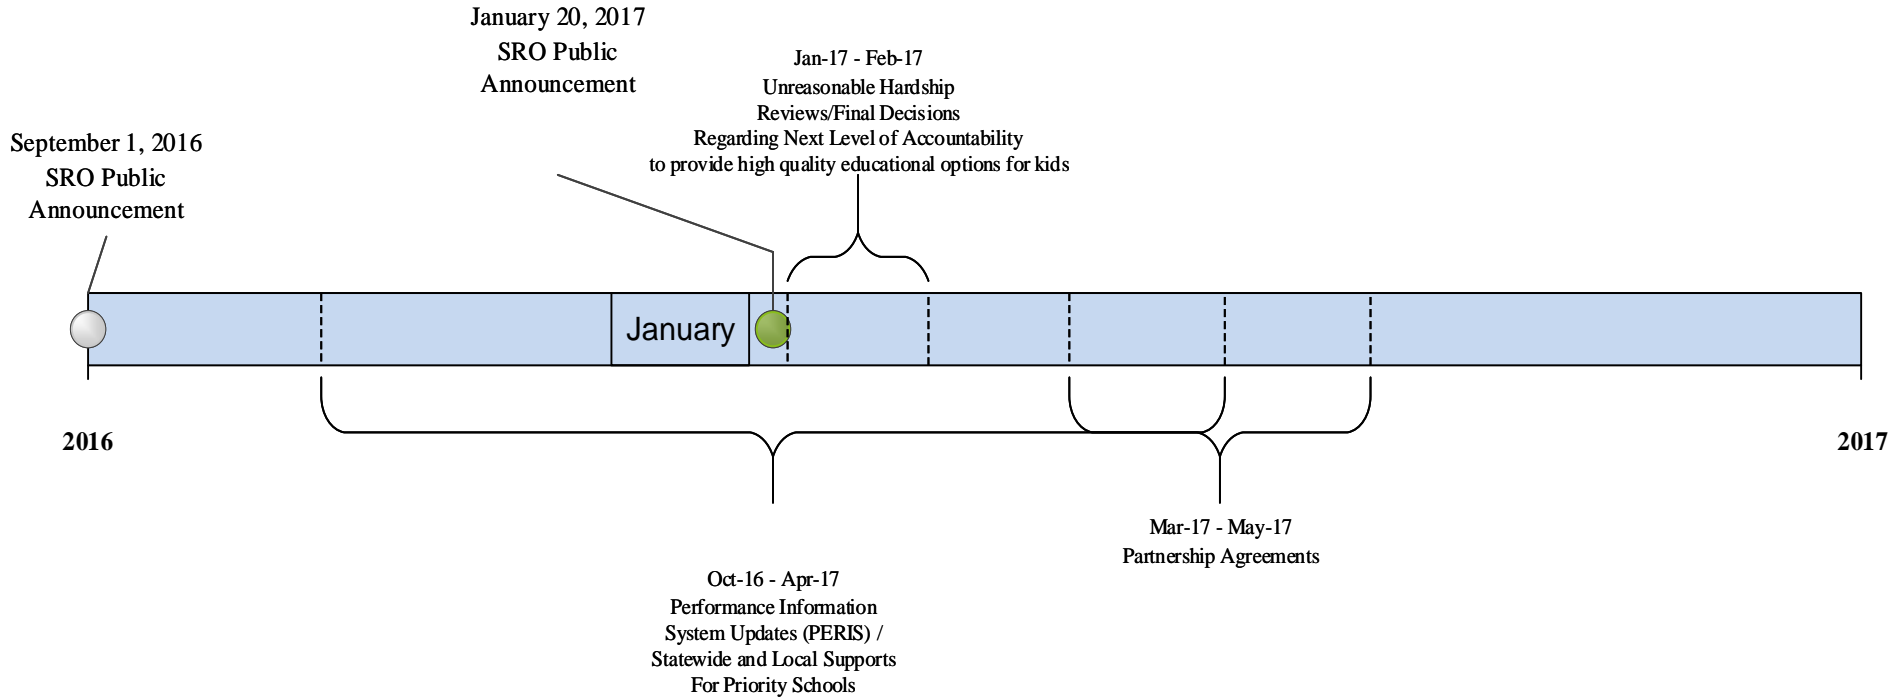 January 20, 2017
SRO Public
Announcement
Jan-17 - Feb-17
Unreasonable Hardship
Reviews/Final Decisions
Regarding Next Level of Accountability
to provide high quality educational options for kids
September 1, 2016
SRO Public
Announcement
January
2016
2017
Mar-17 - May-17
Partnership Agreements
Oct-16 - Apr-17
Performance Information
System Updates (PERIS) /
Statewide and Local Supports
For Priority Schools